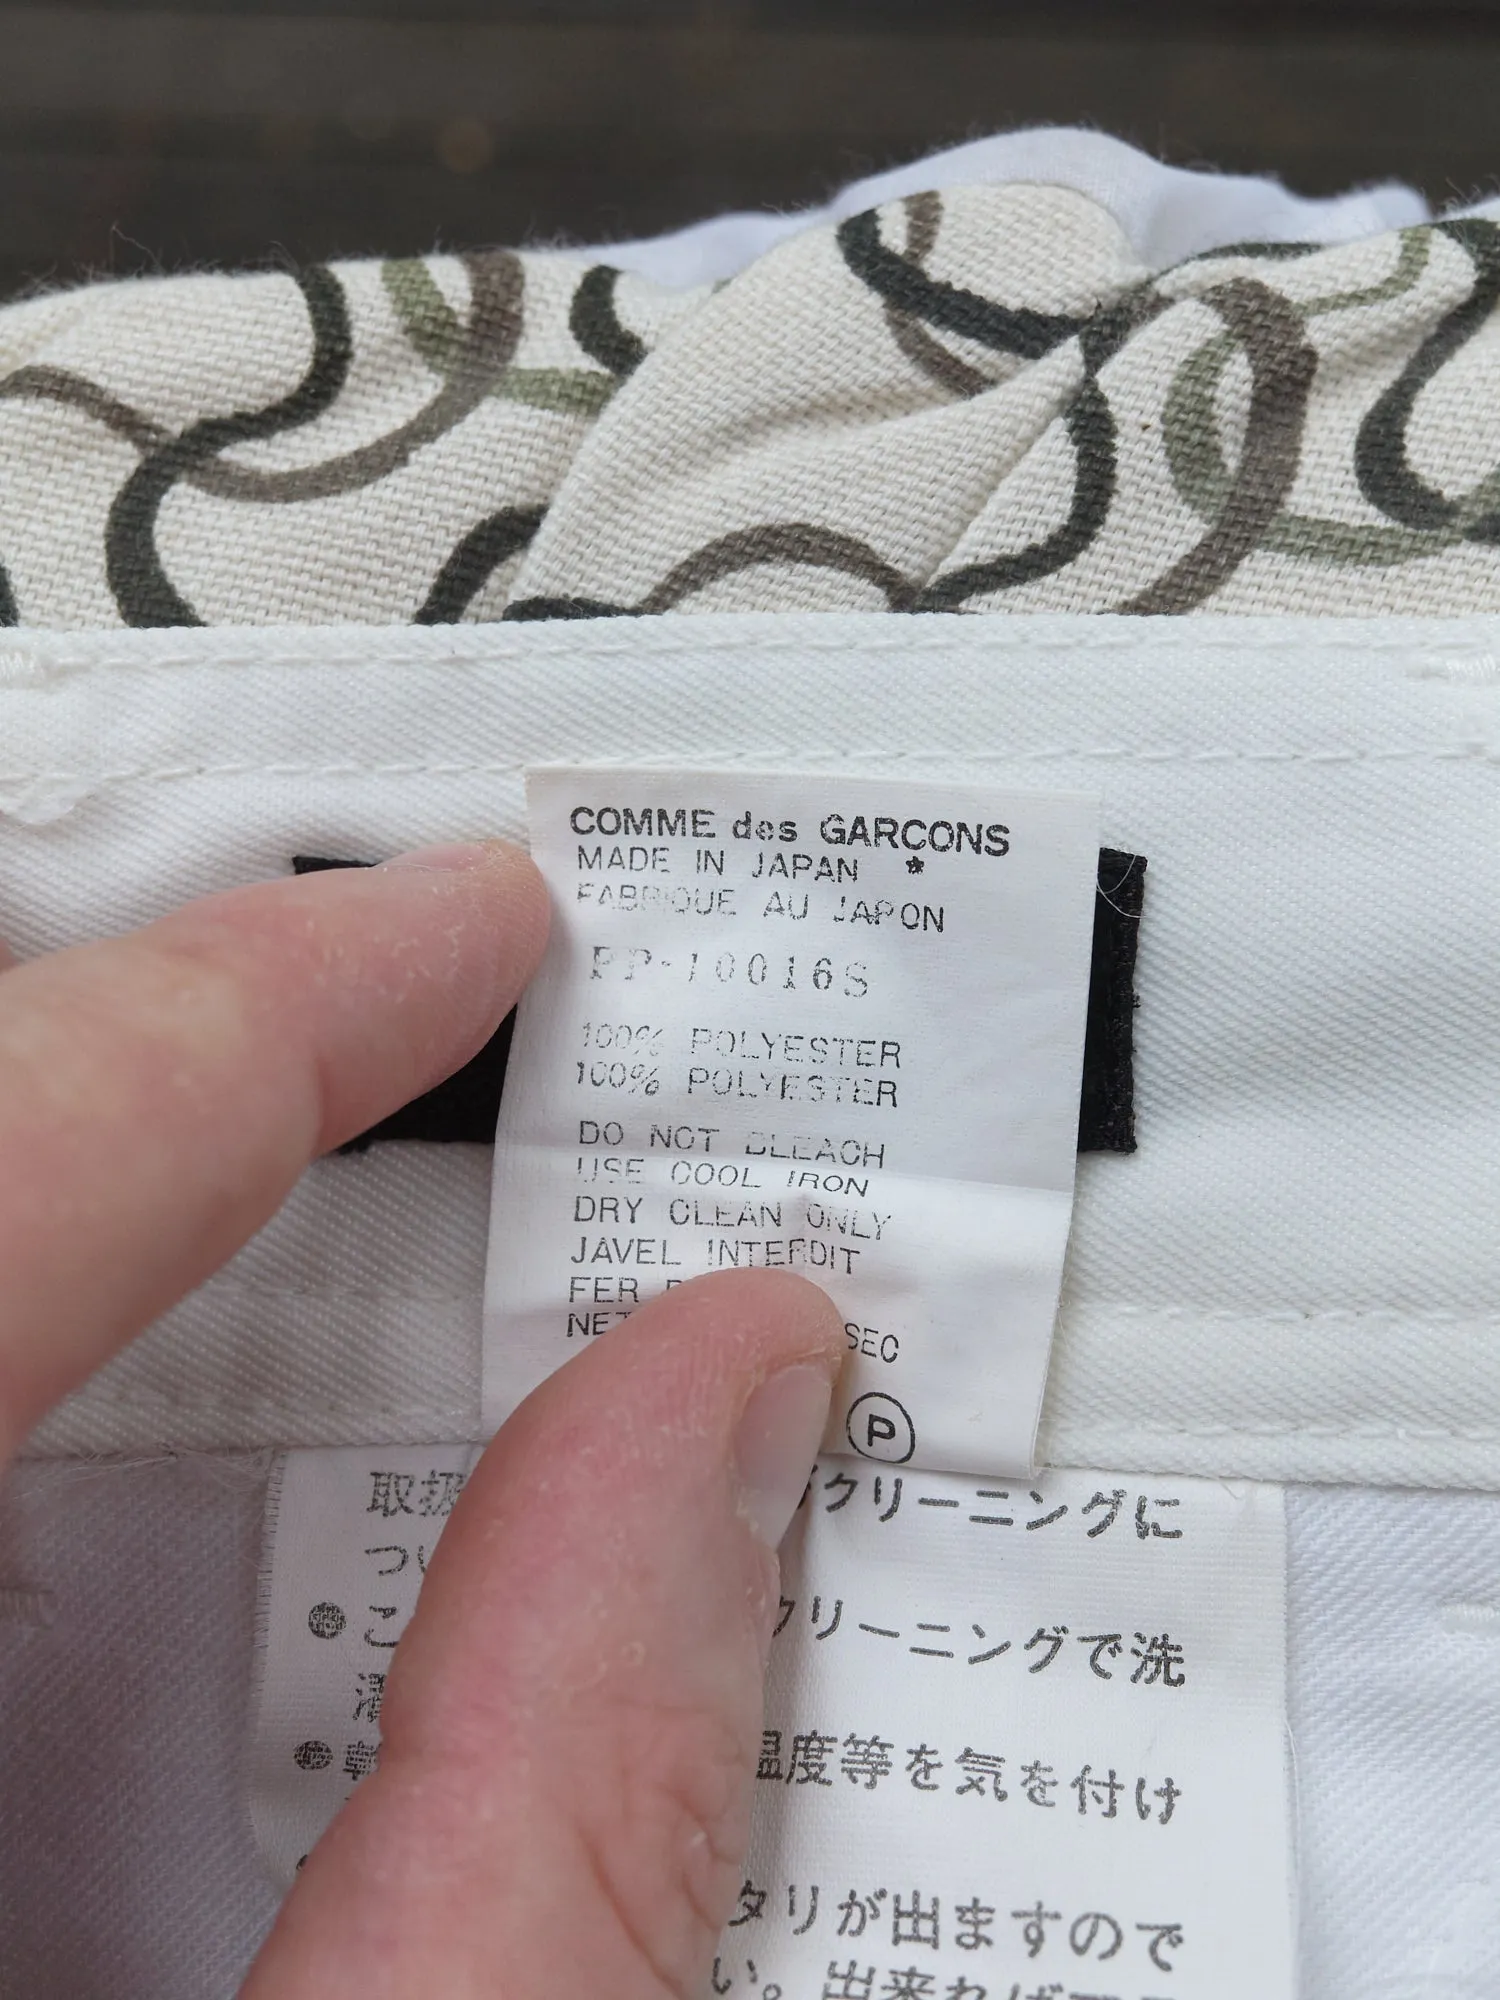 COMME des GARCONS
MADE IN JAPAN *
FABRIQUE AU JAPON
PP-10016S
100% POLYESTER
100% POLYESTER
DO NOT BLEACH
USE COOL IRON
DRY CLEAN ONLY
JAVEL INTERDIT
FER
SEC
P
取扱 クリーニングに
つい
こ クリーニングで洗
温度等を気を付け
タリが出ますので
い。出来れば